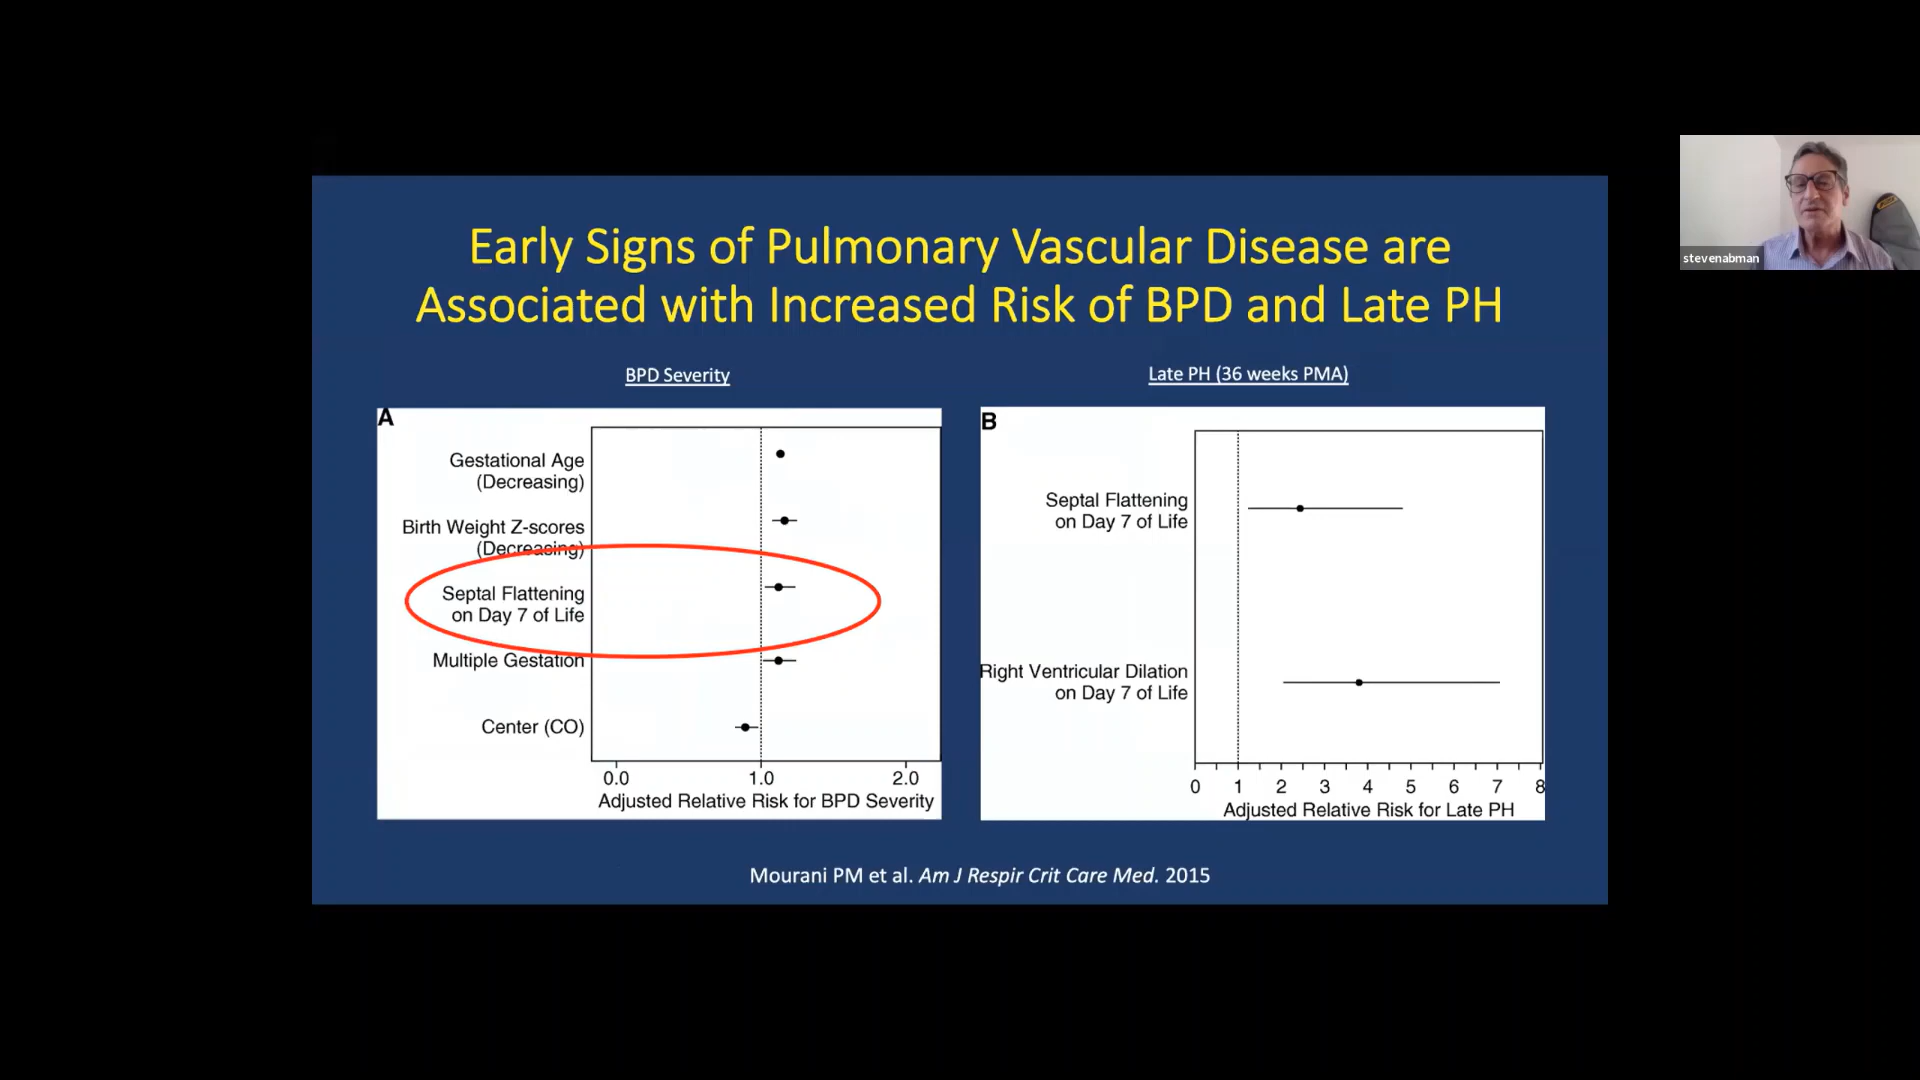 Early Signs of Pulmonary Vascular Disease are
Associated with Increased Risk of BPD and Late PH
BPD Severity
A
Gestational Age
(Decreasing)
Birth Weight Z-scores
(Decreasing)
Septal Flattening
on Day 7 of Life
Multiple Gestation
Center (CO)
0.0 1.0 2.0
Adjusted Relative Risk for BPD Severity
Late PH (36 weeks PMA)
B
Septal Flattening
on Day 7 of Life
Right Ventricular Dilation
on Day 7 of Life
0 1 2 3 4 5 6 7 8
Adjusted Relative Risk for Late PH
Mourani PM et al. Am J Respir Crit Care Med. 2015
stevenabman